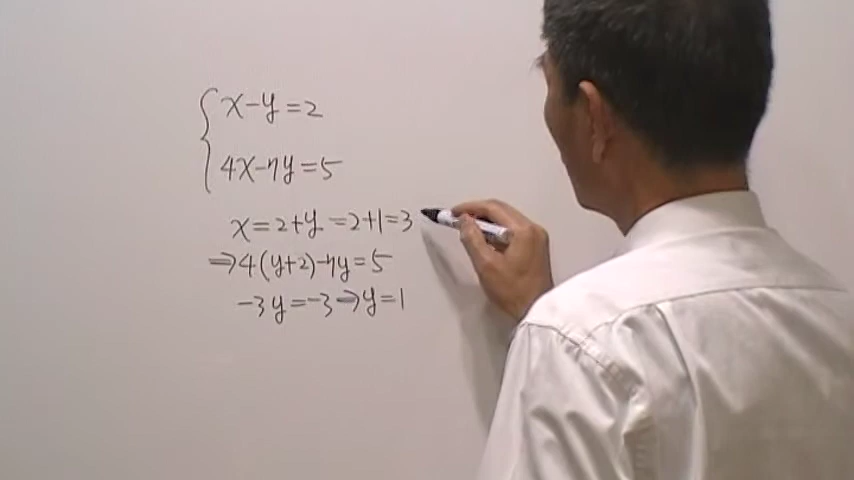 x-y=2
4x-7y=5
x=2+y=2+1=3
⇒4(y+2)-7y=5
-3y=-3⇒y=1